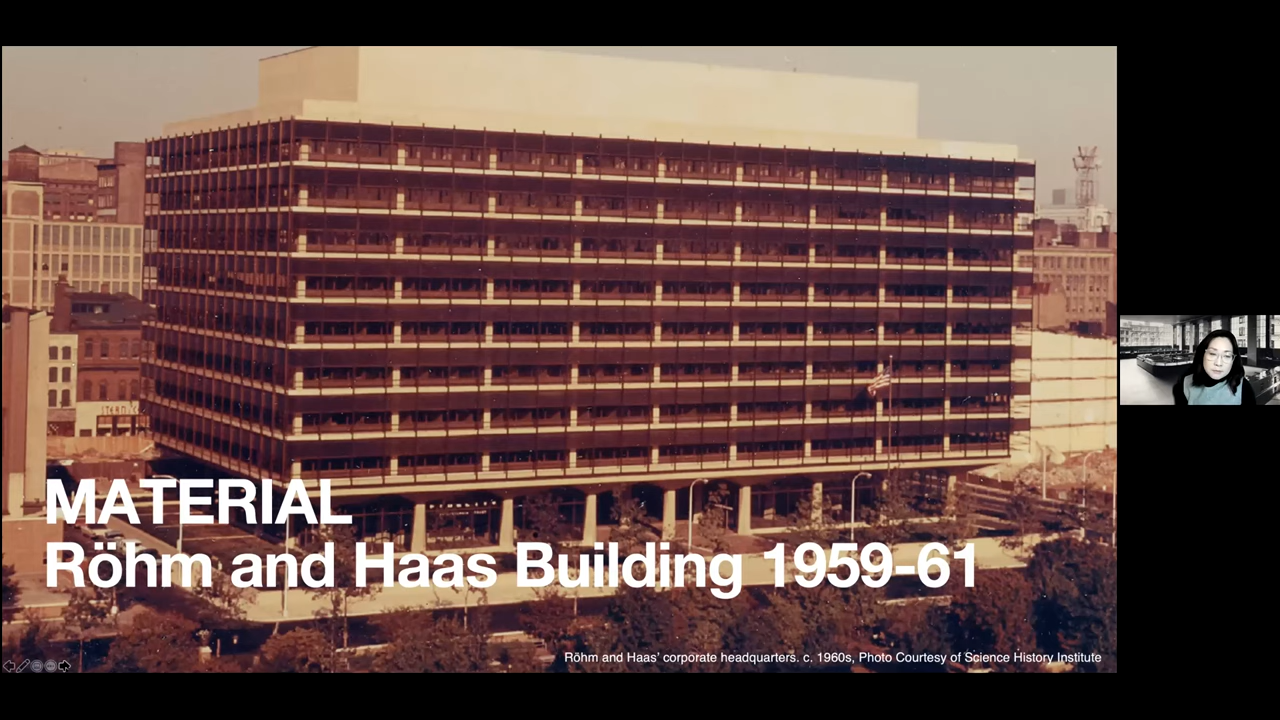 MATERIAL
Röhm and Haas Building 1959-61
Röhm and Haas’ corporate headquarters. c. 1960s, Photo Courtesy of Science History Institute